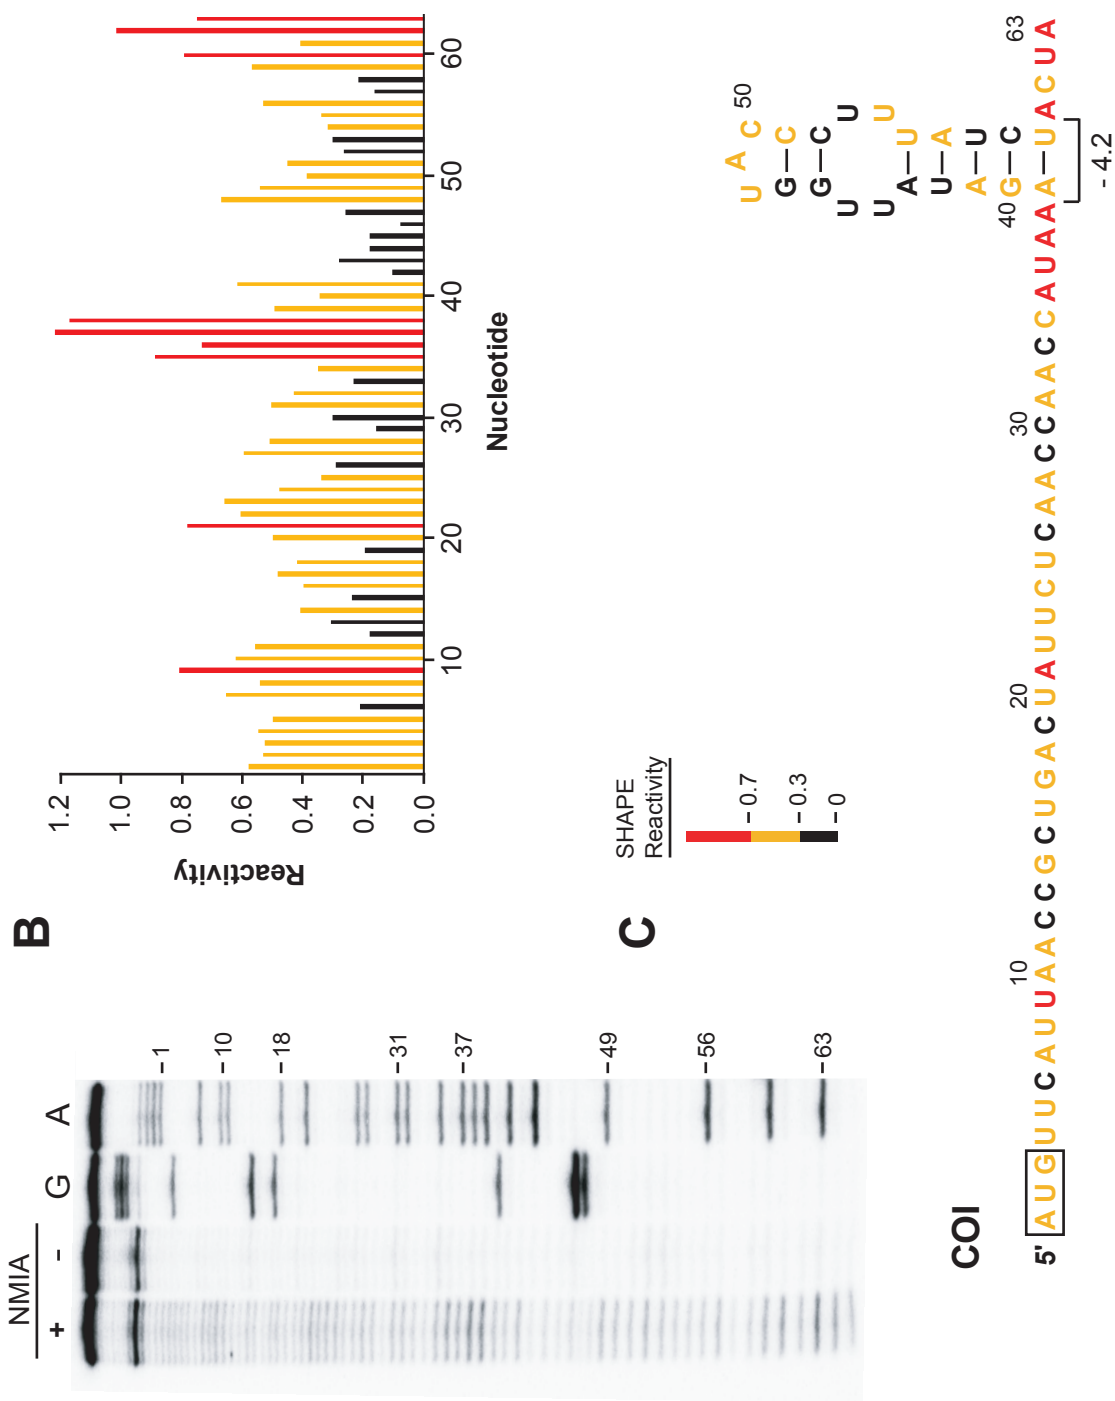 NMIA
+ - G A
- 1
- 10
- 18
- 31
- 37
- 49
- 56
- 63
B
Reactivity
1.2
1.0
0.8
0.6
0.4
0.2
0.0
10 20 30 40 50 60
Nucleotide
C
SHAPE
Reactivity
- 0.7
- 0.3
- 0
COI
U A C 50
G—C
G—C
U U
U U
A—U
U—A
A—U
40 G—C
10 20 30 63
5' AUGUUCAUUAACCGCUGACUAUUCUCAACCAACCAUAAA—UACUA
- 4.2